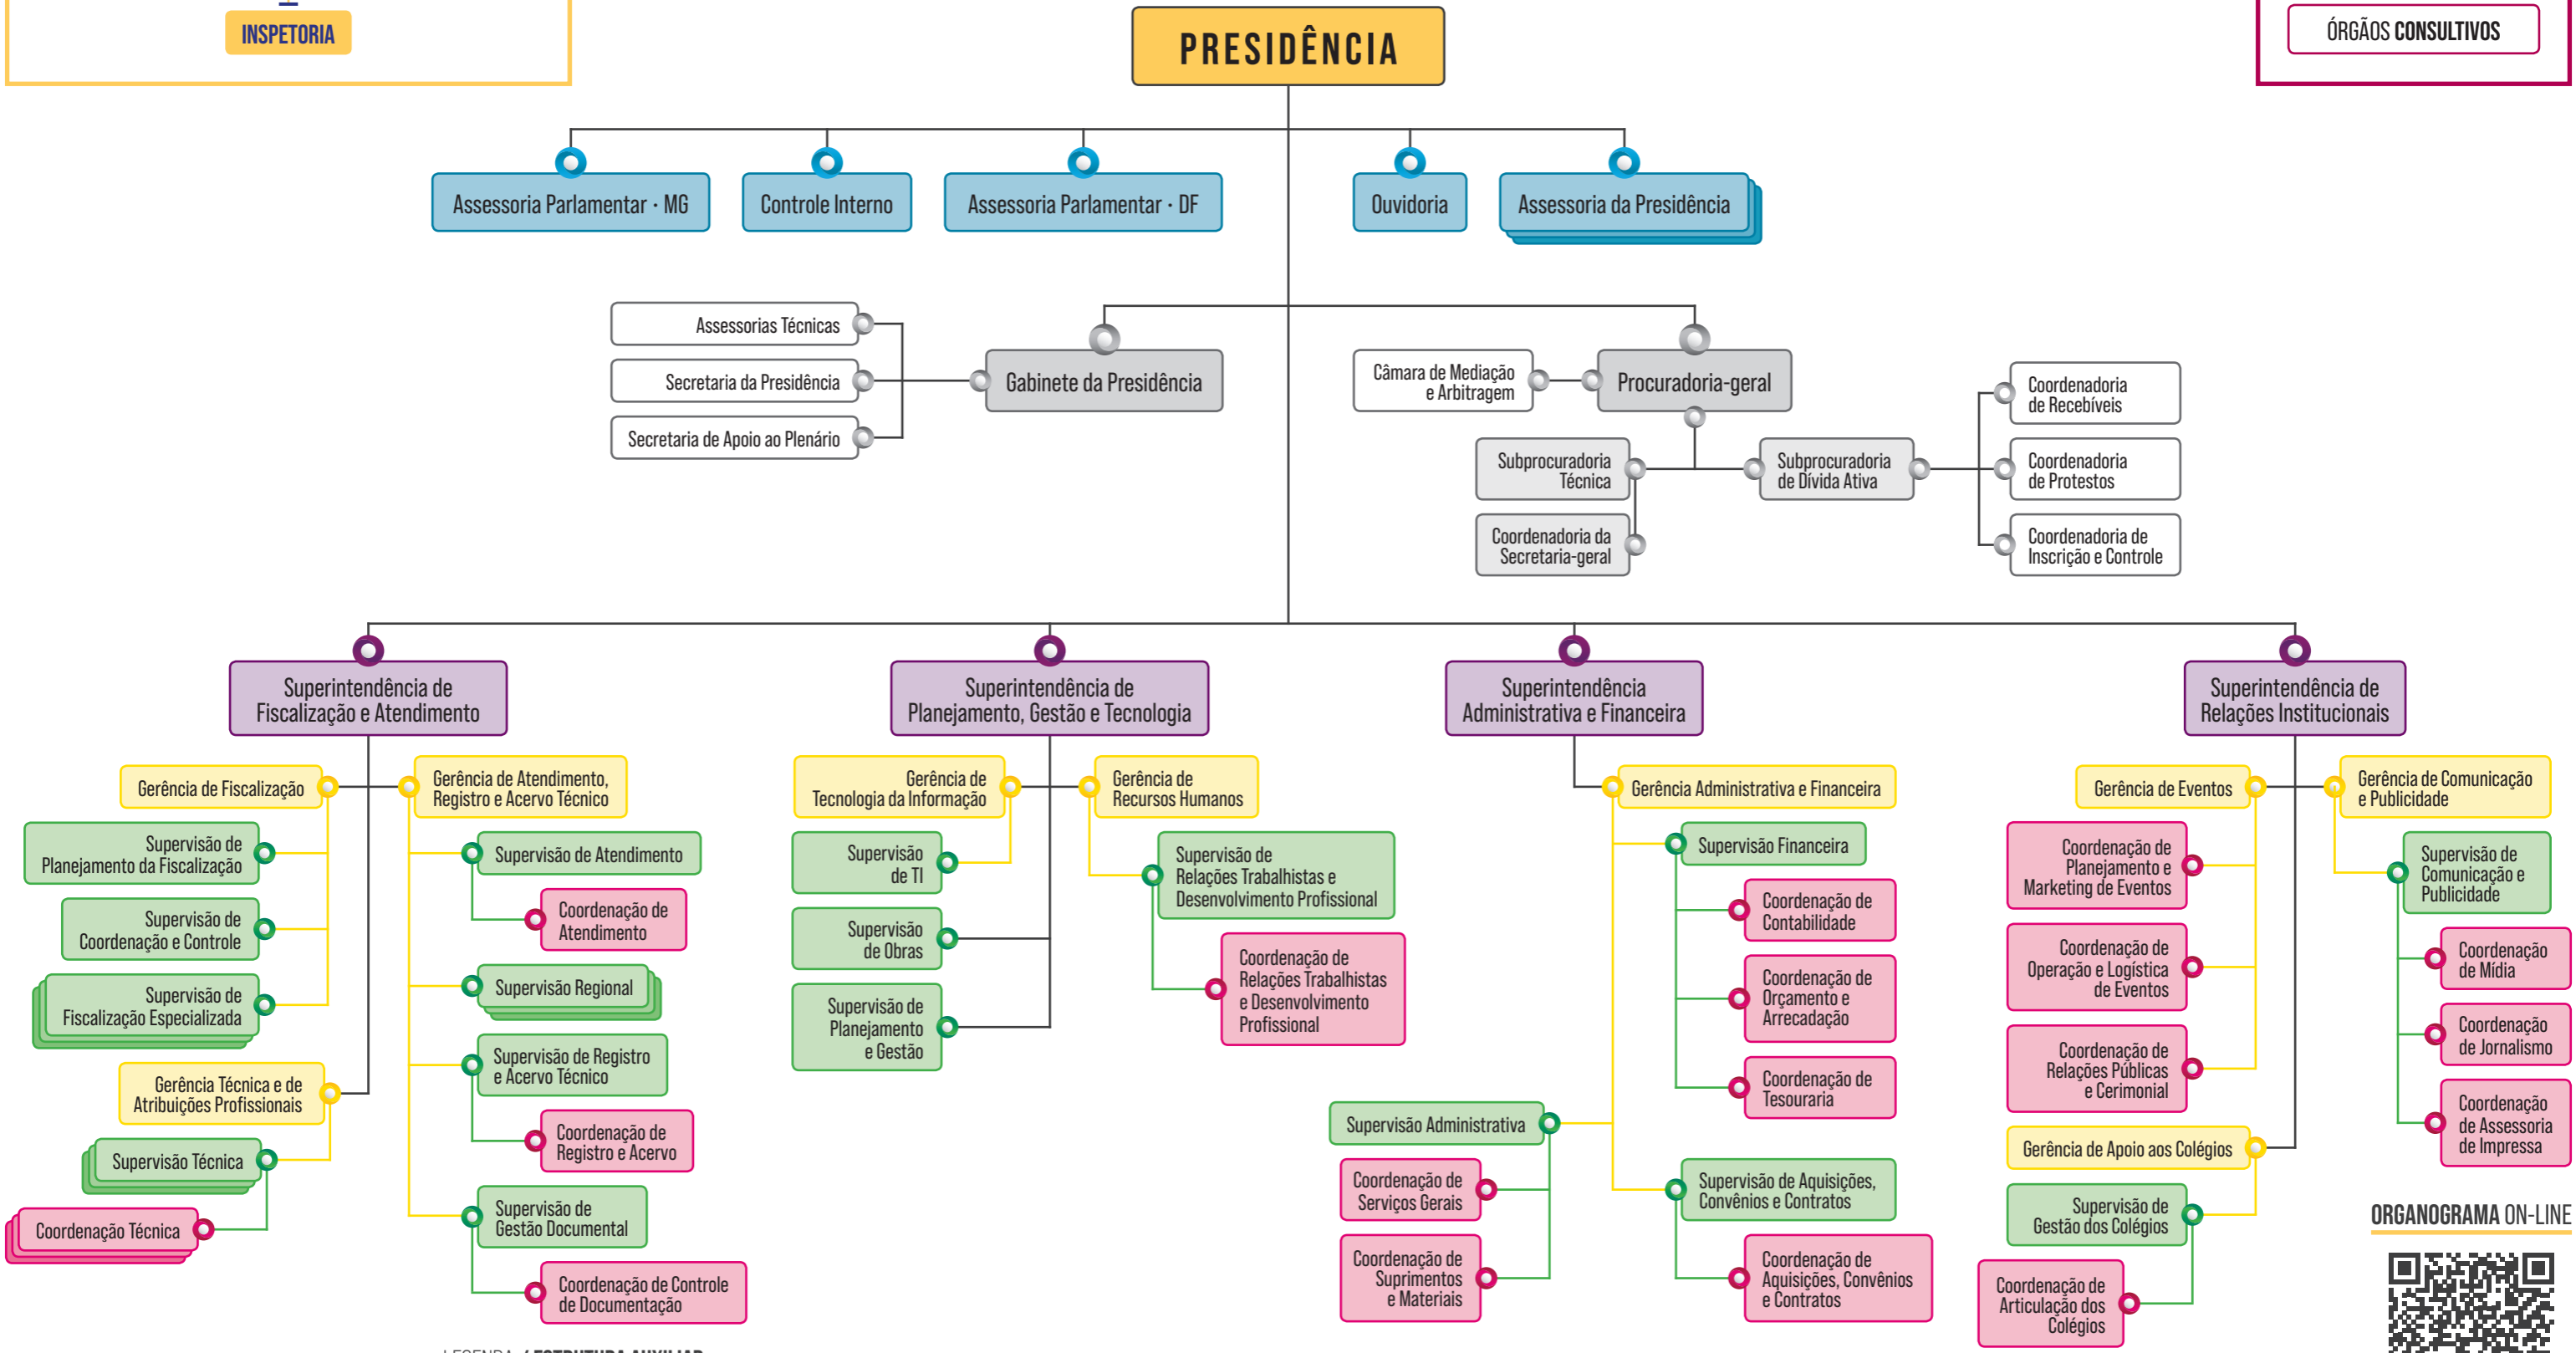 INSPETORIA
PRESIDÊNCIA
ÓRGÃOS CONSULTIVOS
Assessoria Parlamentar · MG
Controle Interno
Assessoria Parlamentar · DF
Ouvidoria
Assessoria da Presidência
Assessorias Técnicas
Secretaria da Presidência
Secretaria de Apoio ao Plenário
Gabinete da Presidência
Câmara de Mediação
e Arbitragem
Procuradoria-geral
Subprocuradoria
Técnica
Coordenadoria da
Secretaria-geral
Subprocuradoria
de Dívida Ativa
Coordenadoria
de Recebíveis
Coordenadoria
de Protestos
Coordenadoria de
Inscrição e Controle
Superintendência de
Fiscalização e Atendimento
Gerência de Fiscalização
Supervisão de
Planejamento da Fiscalização
Supervisão de
Coordenação e Controle
Supervisão de
Fiscalização Especializada
Gerência Técnica e de
Atribuições Profissionais
Supervisão Técnica
Coordenação Técnica
Gerência de Atendimento,
Registro e Acervo Técnico
Supervisão de Atendimento
Coordenação de
Atendimento
Supervisão Regional
Supervisão de Registro
e Acervo Técnico
Coordenação de
Registro e Acervo
Supervisão de
Gestão Documental
Coordenação de Controle
de Documentação
Superintendência de
Planejamento, Gestão e Tecnologia
Gerência de
Tecnologia da Informação
Supervisão
de TI
Supervisão
de Obras
Supervisão de
Planejamento
e Gestão
Gerência de
Recursos Humanos
Supervisão de
Relações Trabalhistas e
Desenvolvimento Profissional
Coordenação de
Relações Trabalhistas
e Desenvolvimento
Profissional
Superintendência
Administrativa e Financeira
Gerência Administrativa e Financeira
Supervisão Financeira
Coordenação de
Contabilidade
Coordenação de
Orçamento e
Arrecadação
Coordenação de
Tesouraria
Supervisão Administrativa
Coordenação de
Serviços Gerais
Coordenação de
Suprimentos
e Materiais
Supervisão de Aquisições,
Convênios e Contratos
Coordenação de
Aquisições, Convênios
e Contratos
Superintendência de
Relações Institucionais
Gerência de Eventos
Coordenação de
Planejamento e
Marketing de Eventos
Coordenação de
Operação e Logística
de Eventos
Coordenação de
Relações Públicas
e Cerimonial
Gerência de Apoio aos Colégios
Supervisão de
Gestão dos Colégios
Coordenação de
Articulação dos
Colégios
Gerência de Comunicação
e Publicidade
Supervisão de
Comunicação e
Publicidade
Coordenação
de Mídia
Coordenação
de Jornalismo
Coordenação
de Assessoria
de Impressa
ORGANOGRAMA ON-LINE
LEGENDA / ESTRUTURA AUXILIAR